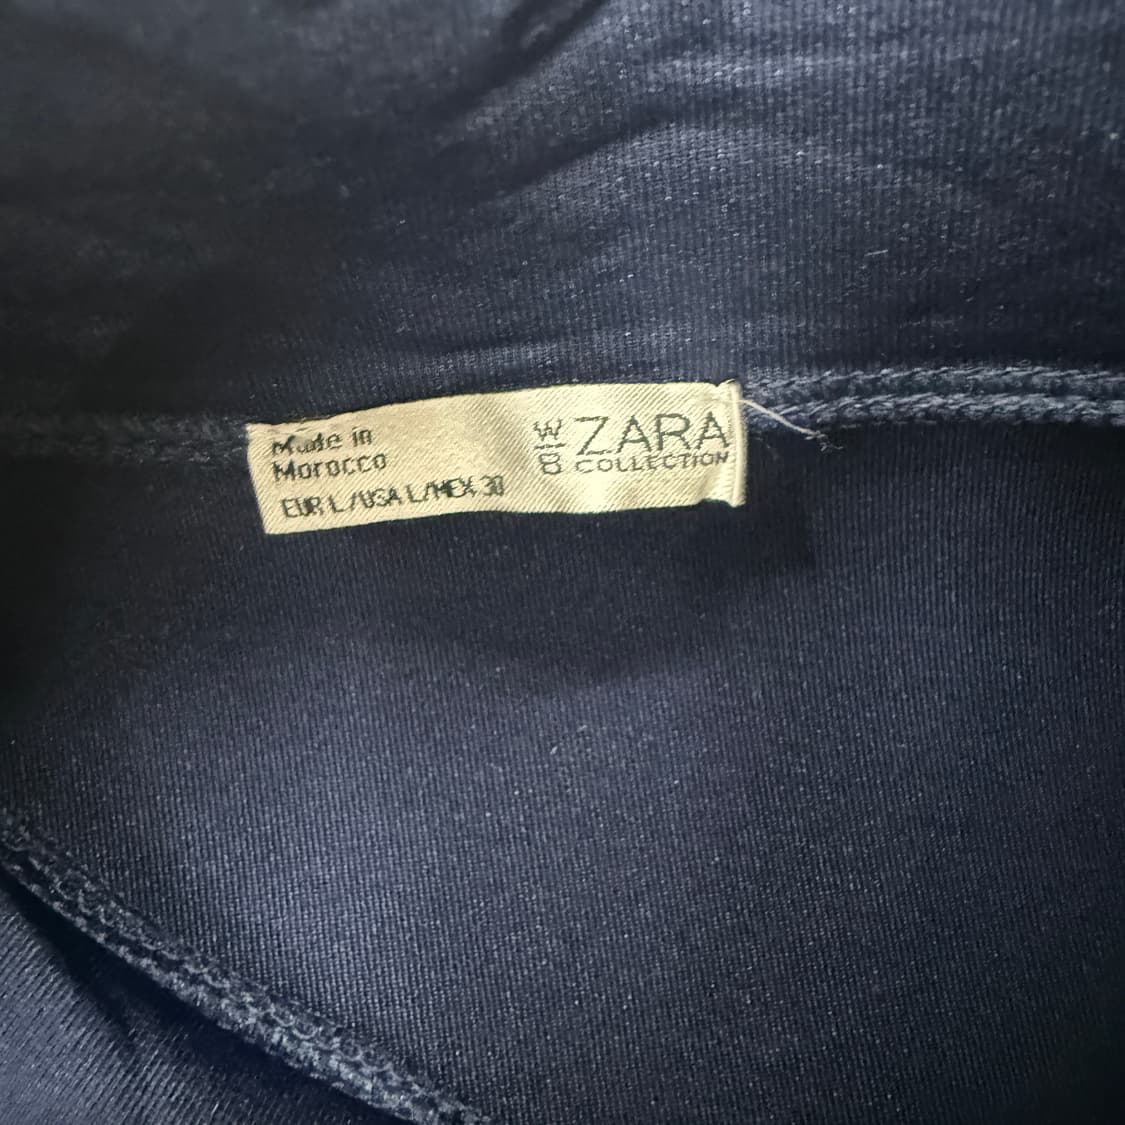 Made in
Morocco
EUR L/USA L/MEX 30
W
B
ZARA
COLLECTION